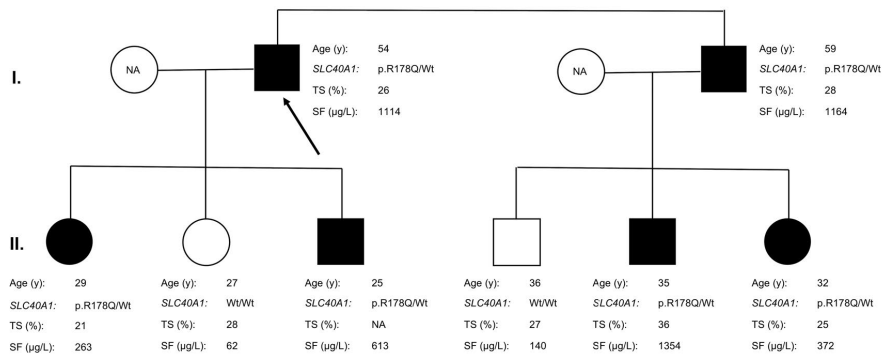 I.
NA
Age (y): 54
SLC40A1: p.R178Q/Wt
TS (%): 26
SF (µg/L): 1114
NA
Age (y): 59
SLC40A1: p.R178Q/Wt
TS (%): 28
SF (µg/L): 1164
II.
Age (y): 29
SLC40A1: p.R178Q/Wt
TS (%): 21
SF (µg/L): 263
Age (y): 27
SLC40A1: Wt/Wt
TS (%): 28
SF (µg/L): 62
Age (y): 25
SLC40A1: p.R178Q/Wt
TS (%): NA
SF (µg/L): 613
Age (y): 36
SLC40A1: Wt/Wt
TS (%): 27
SF (µg/L): 140
Age (y): 35
SLC40A1: p.R178Q/Wt
TS (%): 36
SF (µg/L): 1354
Age (y): 32
SLC40A1: p.R178Q/Wt
TS (%): 25
SF (µg/L): 372